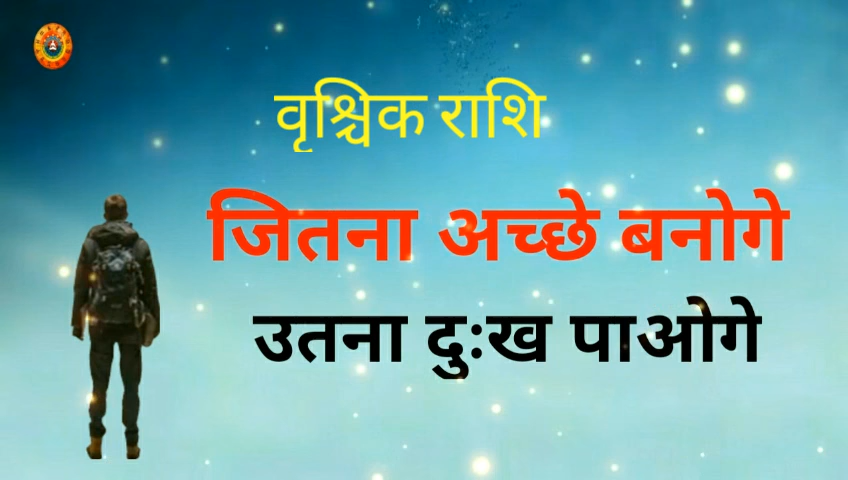 वृश्चिक राशि
जितना अच्छे बनोगे
उतना दुःख पाओगे